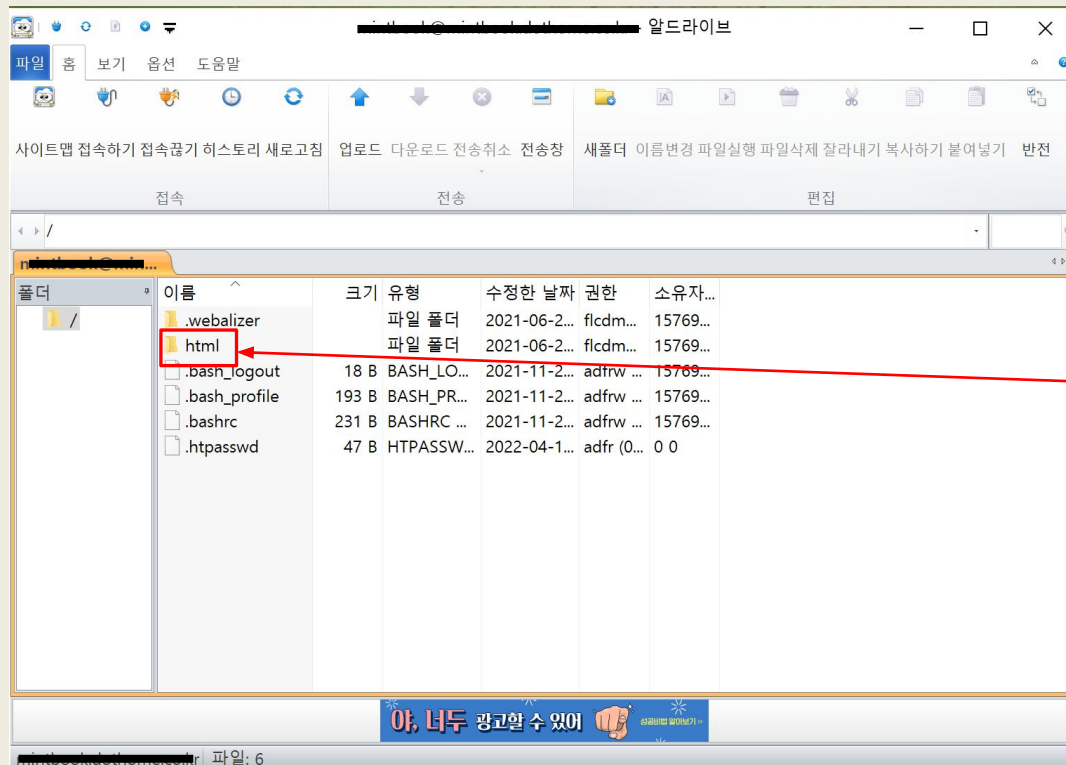 알드라이브
파일 홈 보기 옵션 도움말
사이트맵 접속하기 접속끊기 히스토리 새로고침 업로드 다운로드 전송취소 전송창 새폴더 이름변경 파일실행 파일삭제 잘라내기 복사하기 붙여넣기 반전
접속 전송 편집
/
폴더 이름 크기 유형 수정한 날짜 권한 소유자...
/
.webalizer 파일 폴더 2021-06-2... flcdm... 15769...
html 파일 폴더 2021-06-2... flcdm... 15769...
.bash_logout 18 B BASH_LO... 2021-11-2... adfrw ... 15769...
.bash_profile 193 B BASH_PR... 2021-11-2... adfrw ... 15769...
.bashrc 231 B BASHRC ... 2021-11-2... adfrw ... 15769...
.htpasswd 47 B HTPASSW... 2022-04-1... adfr (0... 0 0
야, 너두 광고할 수 있어 성공비법 알아보기 »
파일: 6